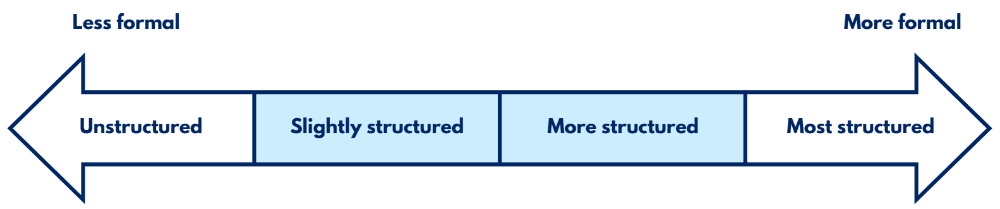 Less formal
More formal
Unstructured
Slightly structured
More structured
Most structured